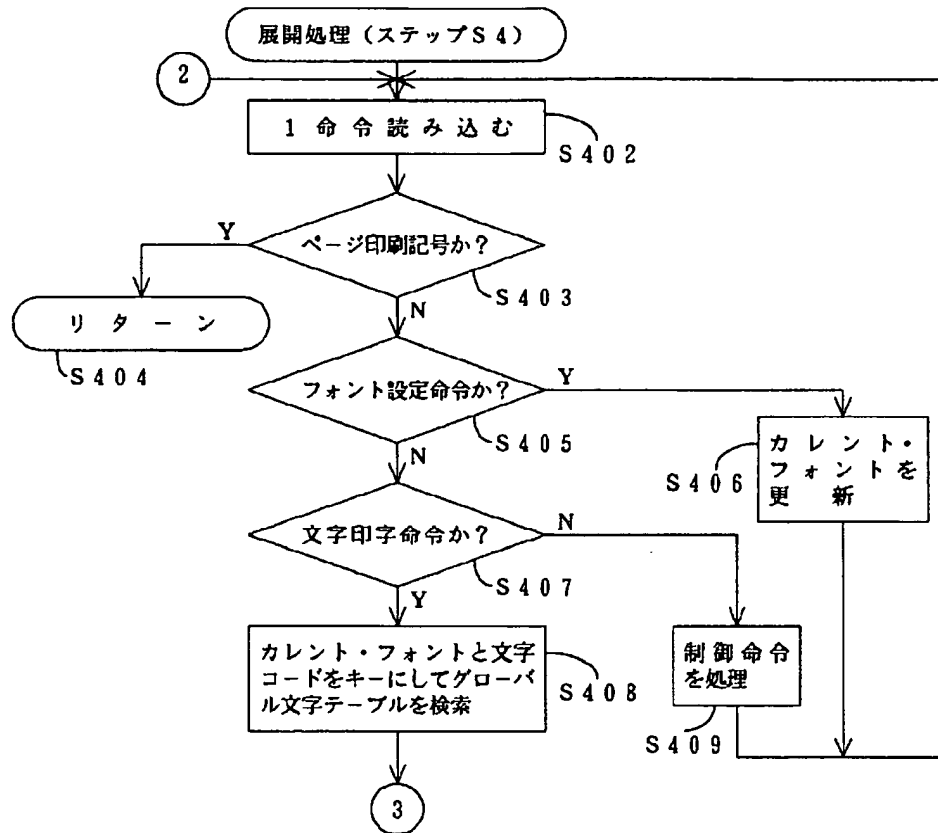 展開処理(ステップS4)
2
1命令読み込む
S402
ページ印刷記号か?
Y
S403
N
リターン
S404
フォント設定命令か?
Y
S405
N
カレント・
フォントを
更新
S406
文字印字命令か?
N
S407
Y
カレント・フォントと文字
コードをキーにしてグローバ
ル文字テーブルを検索
S408
制御命令
を処理
S409
3